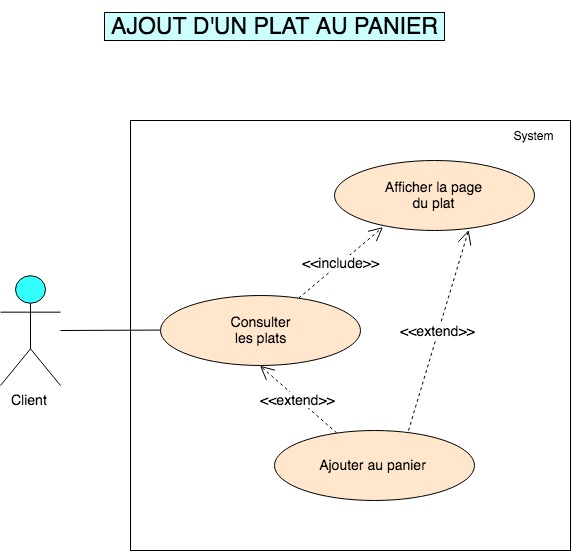 AJOUT D'UN PLAT AU PANIER
System
Afficher la page
du plat
<<include>>
Consulter
les plats
<<extend>>
Client
<<extend>>
Ajouter au panier